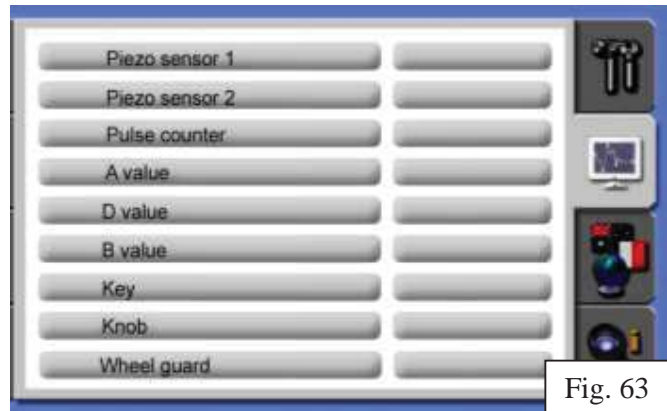 Piezo sensor 1
Piezo sensor 2
Pulse counter
A value
D value
B value
Key
Knob
Wheel guard
Fig. 63